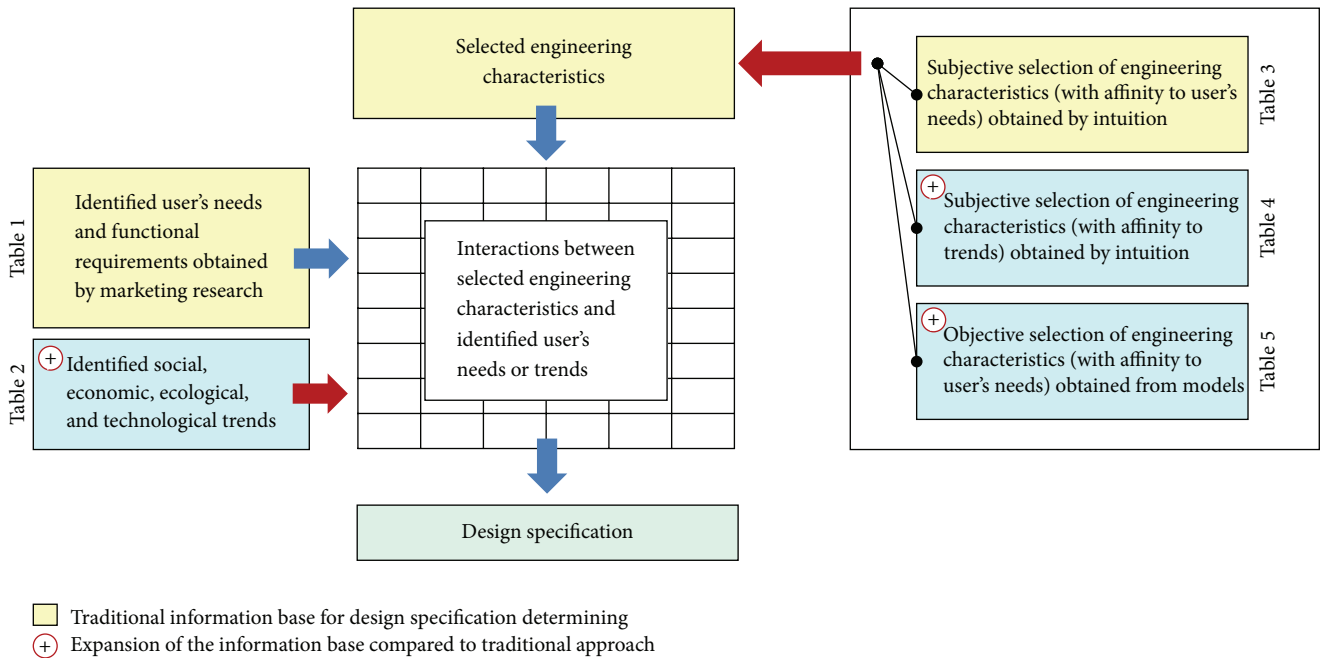 Selected engineering
characteristics
Subjective selection of engineering
characteristics (with affinity to user's
needs) obtained by intuition
Table 3
+
Subjective selection of engineering
characteristics (with affinity to
trends) obtained by intuition
Table 4
+
Objective selection of engineering
characteristics (with affinity to
user's needs) obtained from models
Table 5
Table 1
Identified user's needs
and functional
requirements obtained
by marketing research
Table 2
+
Identified social,
economic, ecological,
and technological trends
Interactions between
selected engineering
characteristics and
identified user's
needs or trends
Design specification
Traditional information base for design specification determining
+ Expansion of the information base compared to traditional approach